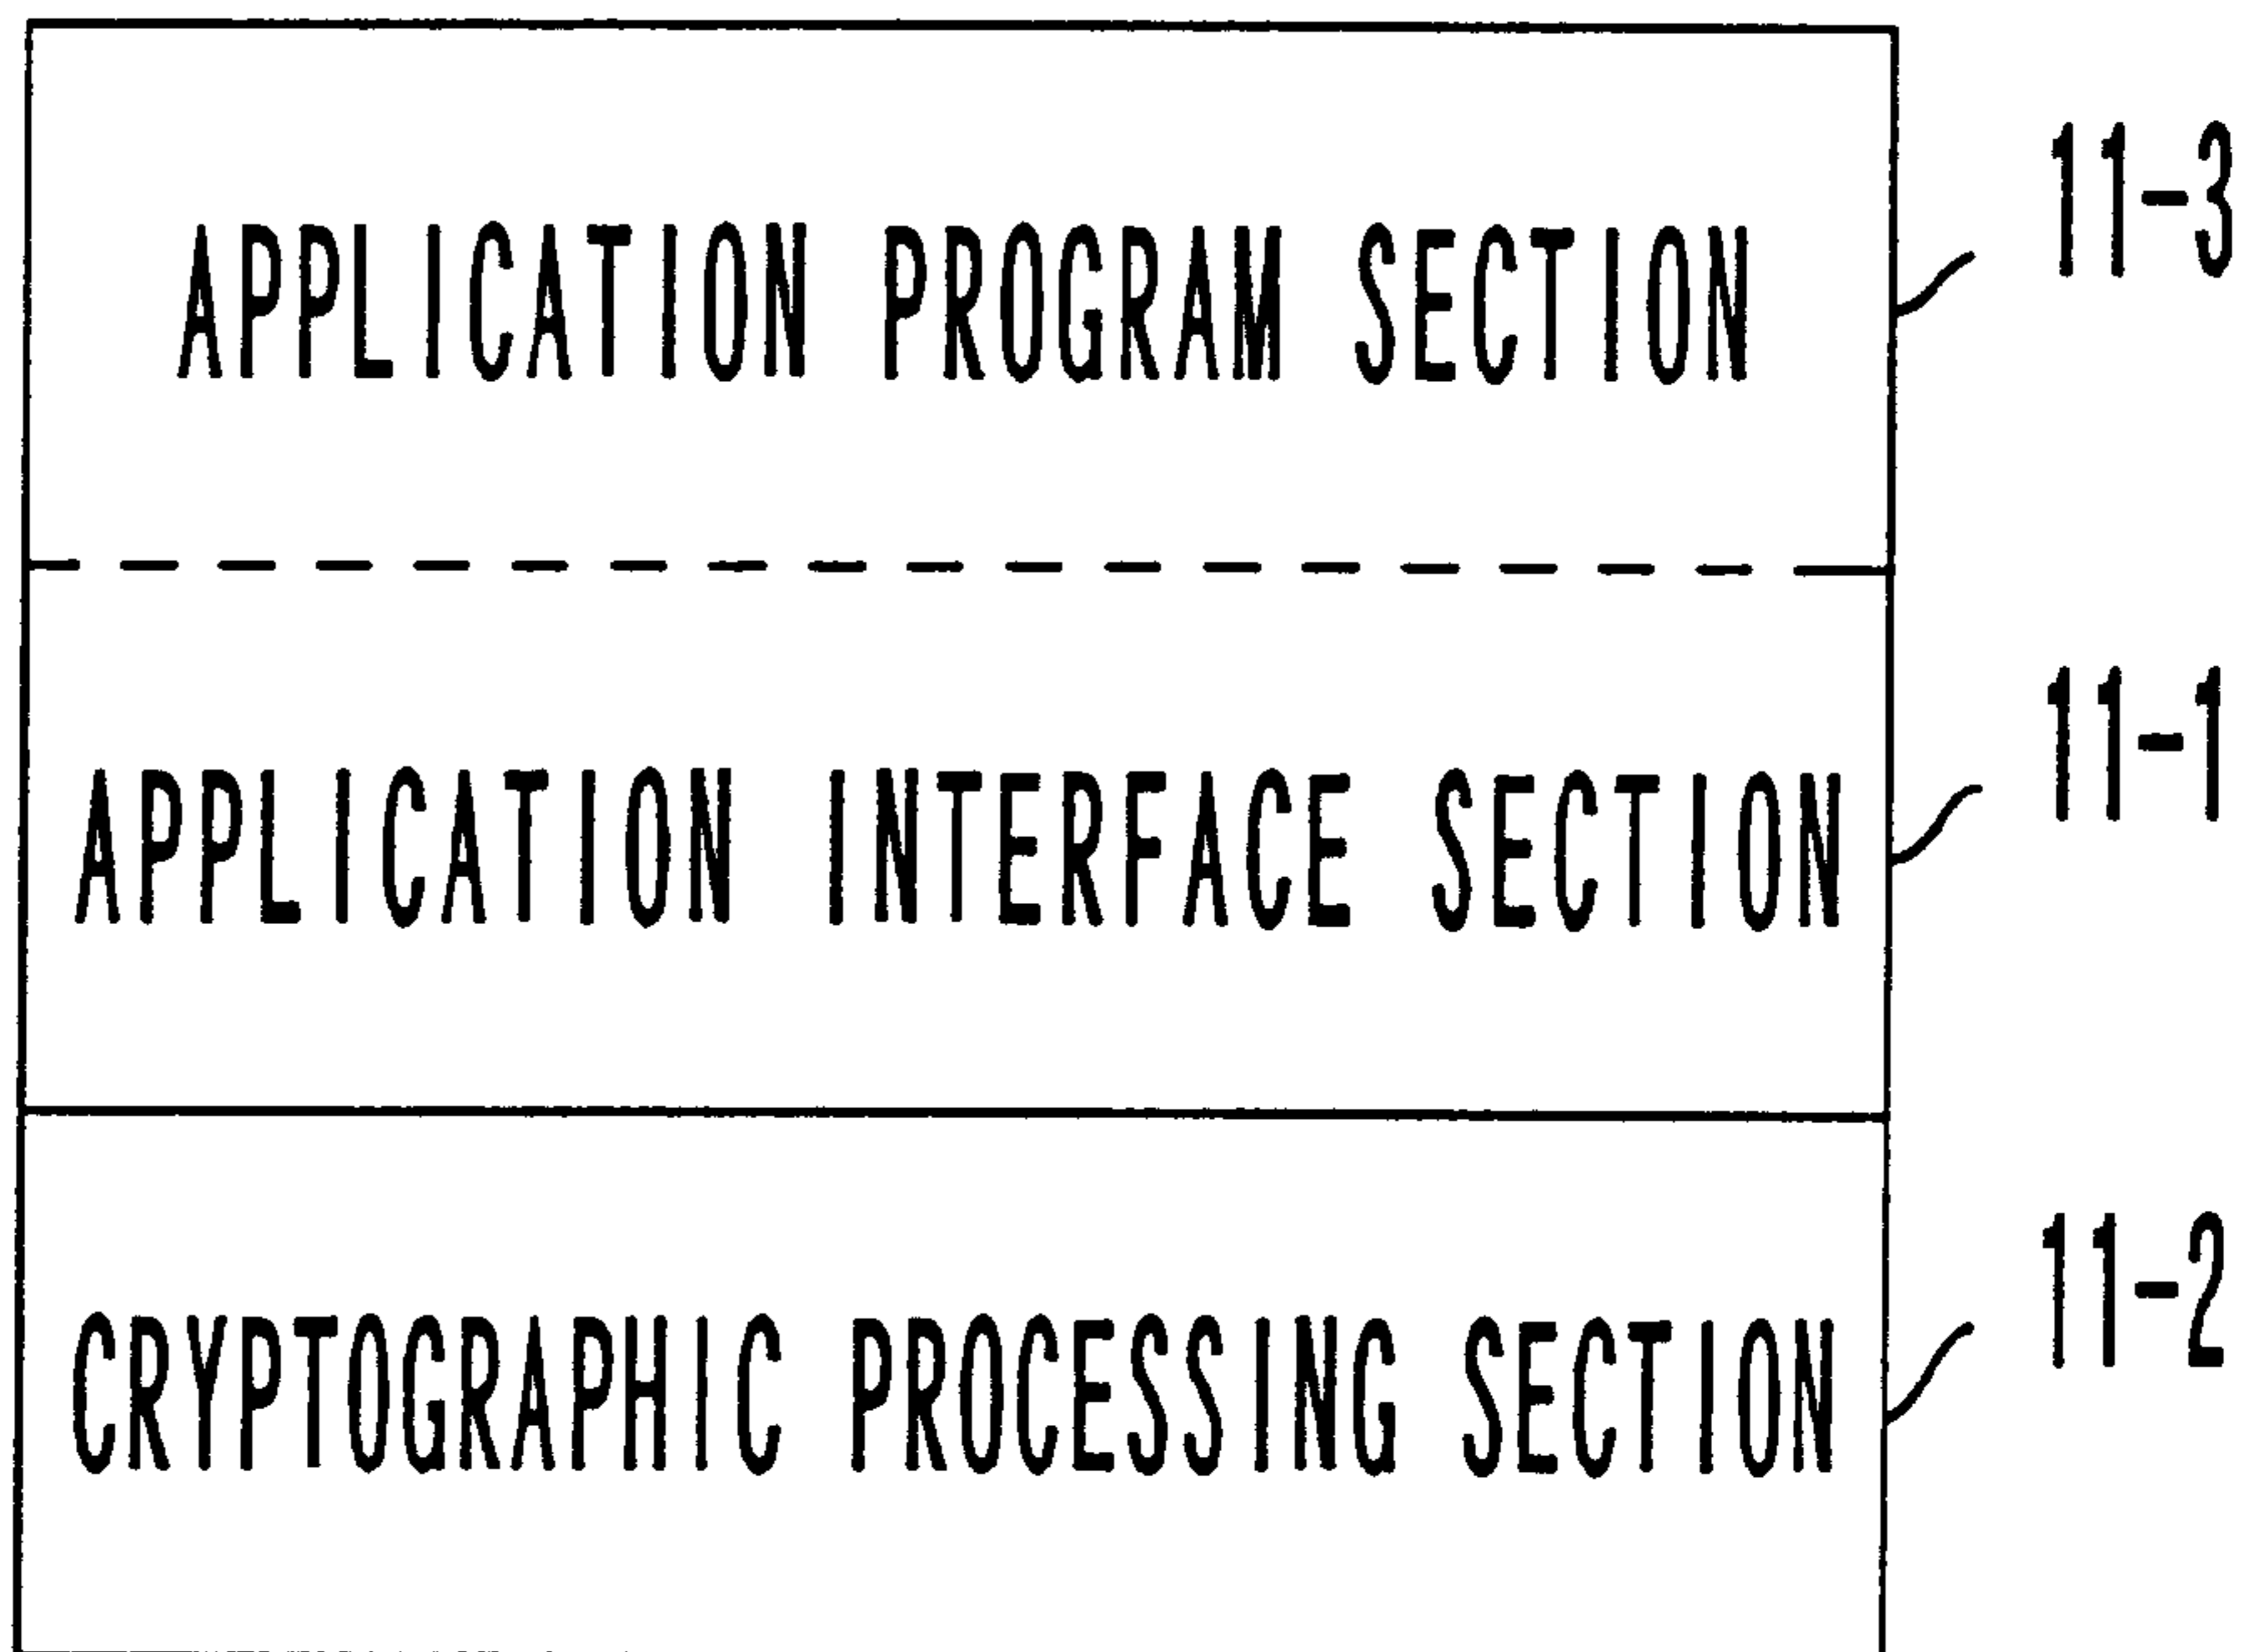 APPLICATION PROGRAM SECTION
11-3
APPLICATION INTERFACE SECTION
11-1
CRYPTOGRAPHIC PROCESSING SECTION
11-2